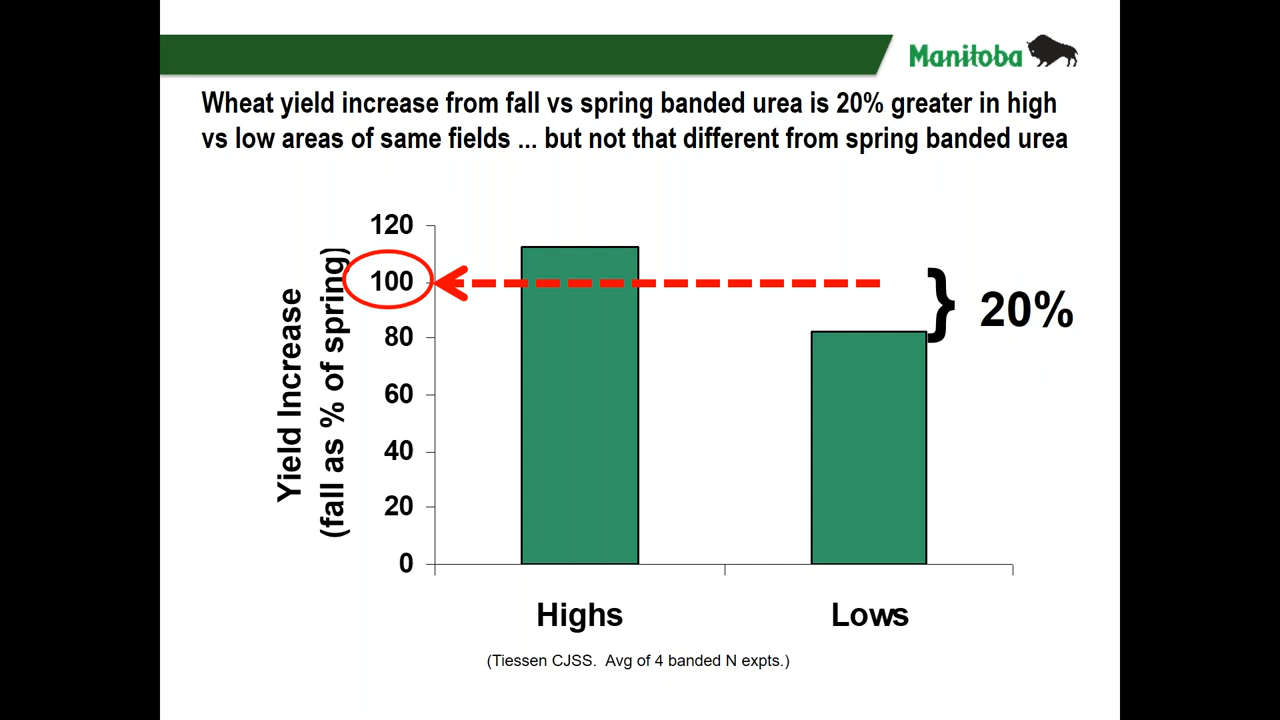 Manitoba
Wheat yield increase from fall vs spring banded urea is 20% greater in high
vs low areas of same fields ... but not that different from spring banded urea
Yield Increase
(fall as % of spring)
120
100
80
60
40
20
0
} 20%
Highs
Lows
(Tiessen CJSS. Avg of 4 banded N expts.)